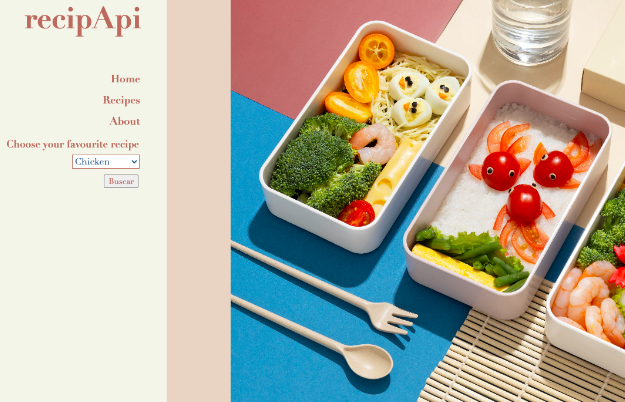 recipApi
Home
Recipes
About
Choose your favourite recipe
Chicken
Buscar